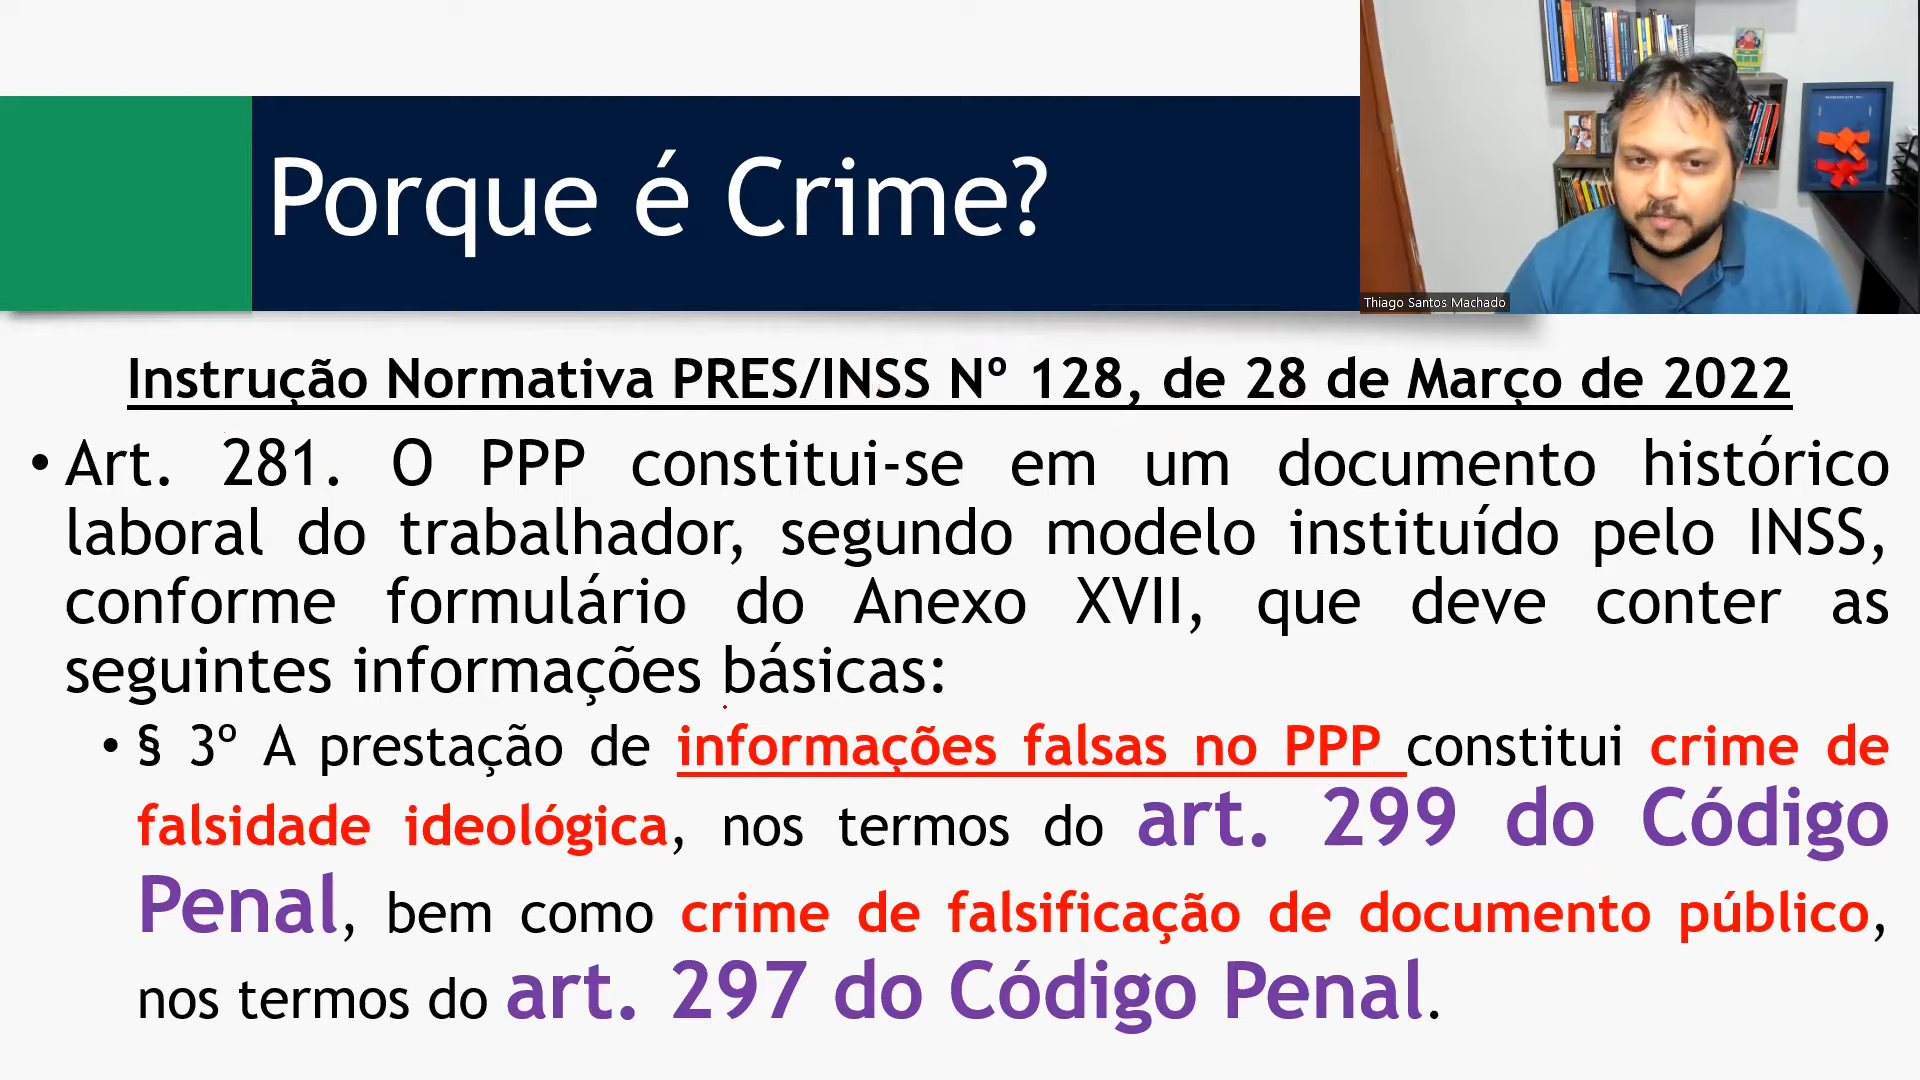 Porque é Crime?
Thiago Santos Machado
Instrução Normativa PRES/INSS Nº 128, de 28 de Março de 2022
• Art. 281. O PPP constitui-se em um documento histórico
laboral do trabalhador, segundo modelo instituído pelo INSS,
conforme formulário do Anexo XVII, que deve conter as
seguintes informações básicas:
• § 3º A prestação de informações falsas no PPP constitui crime de
falsidade ideológica, nos termos do art. 299 do Código
Penal, bem como crime de falsificação de documento público,
nos termos do art. 297 do Código Penal.